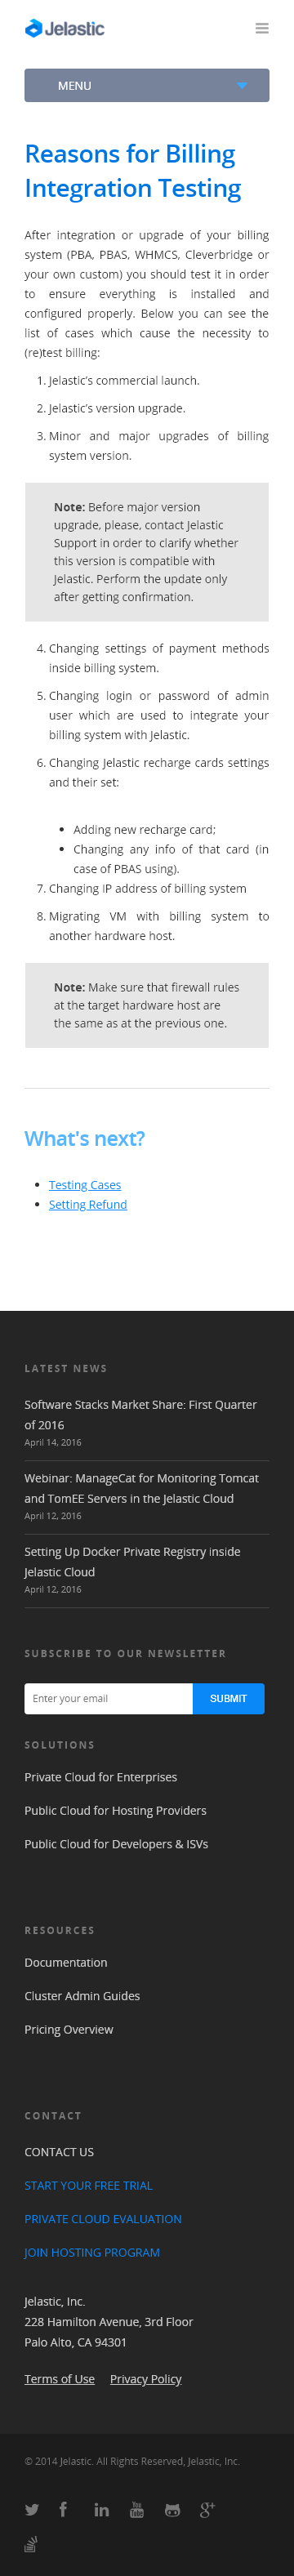 Jelastic
MENU
Reasons for Billing
Integration Testing
After integration or upgrade of your billing
system (PBA, PBAS, WHMCS, Cleverbridge or
your own custom) you should test it in order
to ensure everything is installed and
configured properly. Below you can see the
list of cases which cause the necessity to
(re)test billing:
1. Jelastic's commercial launch.
2. Jelastic's version upgrade.
3. Minor and major upgrades of billing
system version.
Note: Before major version
upgrade, please, contact Jelastic
Support in order to clarify whether
this version is compatible with
Jelastic. Perform the update only
after getting confirmation.
4. Changing settings of payment methods
inside billing system.
5. Changing login or password of admin
user which are used to integrate your
billing system with Jelastic.
6. Changing Jelastic recharge cards settings
and their set:
• Adding new recharge card;
• Changing any info of that card (in
case of PBAS using).
7. Changing IP address of billing system
8. Migrating VM with billing system to
another hardware host.
Note: Make sure that firewall rules
at the target hardware host are
the same as at the previous one.
What's next?
• Testing Cases
• Setting Refund
LATEST NEWS
Software Stacks Market Share: First Quarter
of 2016
April 14, 2016
Webinar: ManageCat for Monitoring Tomcat
and TomEE Servers in the Jelastic Cloud
April 12, 2016
Setting Up Docker Private Registry inside
Jelastic Cloud
April 12, 2016
SUBSCRIBE TO OUR NEWSLETTER
Enter your email SUBMIT
SOLUTIONS
Private Cloud for Enterprises
Public Cloud for Hosting Providers
Public Cloud for Developers & ISVs
RESOURCES
Documentation
Cluster Admin Guides
Pricing Overview
CONTACT
CONTACT US
START YOUR FREE TRIAL
PRIVATE CLOUD EVALUATION
JOIN HOSTING PROGRAM
Jelastic, Inc.
228 Hamilton Avenue, 3rd Floor
Palo Alto, CA 94301
Terms of Use Privacy Policy
© 2014 Jelastic. All Rights Reserved, Jelastic, Inc.